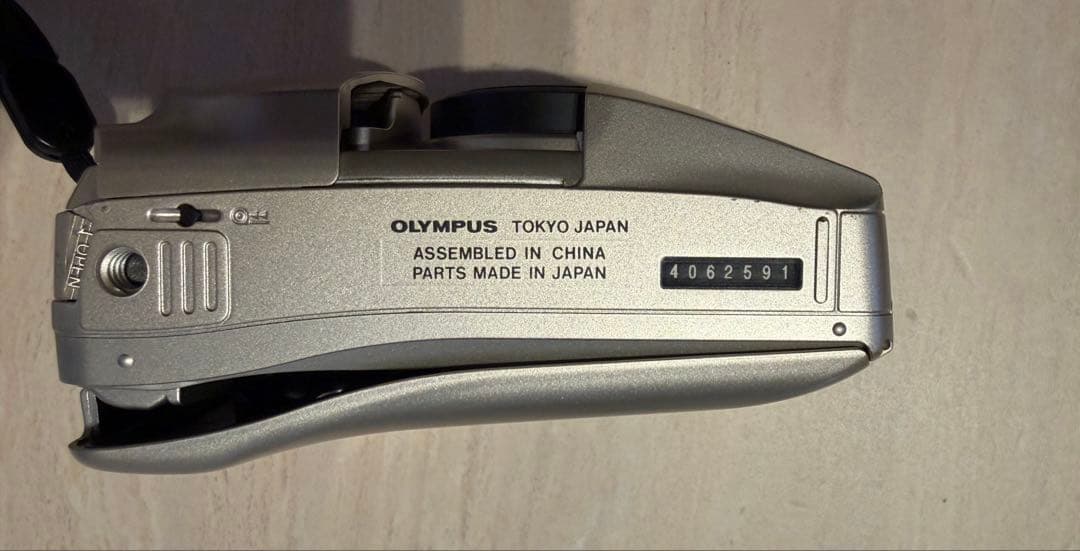 OLYMPUS TOKYO JAPAN
ASSEMBLED IN CHINA
PARTS MADE IN JAPAN
4062591
OPEN